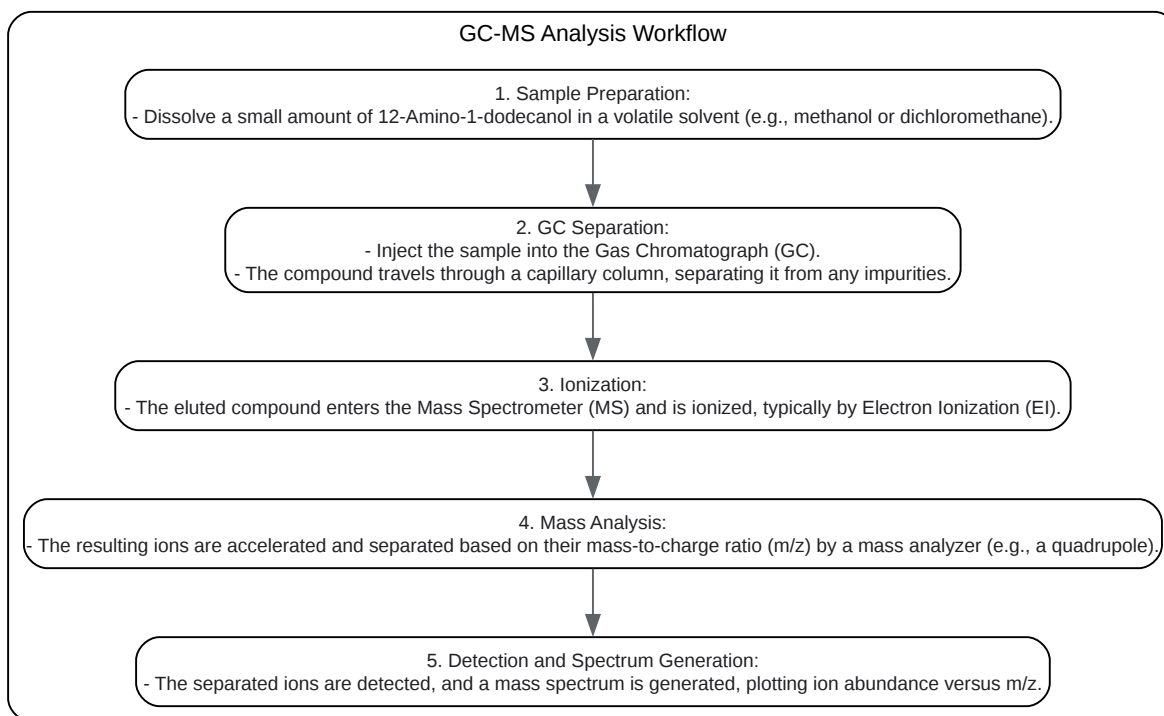 GC-MS Analysis Workflow
1. Sample Preparation:
- Dissolve a small amount of 12-Amino-1-dodecanol in a volatile solvent (e.g., methanol or dichloromethane).
2. GC Separation:
- Inject the sample into the Gas Chromatograph (GC).
- The compound travels through a capillary column, separating it from any impurities.
3. Ionization:
- The eluted compound enters the Mass Spectrometer (MS) and is ionized, typically by Electron Ionization (EI).
4. Mass Analysis:
- The resulting ions are accelerated and separated based on their mass-to-charge ratio (m/z) by a mass analyzer (e.g., a quadrupole).
5. Detection and Spectrum Generation:
- The separated ions are detected, and a mass spectrum is generated, plotting ion abundance versus m/z.